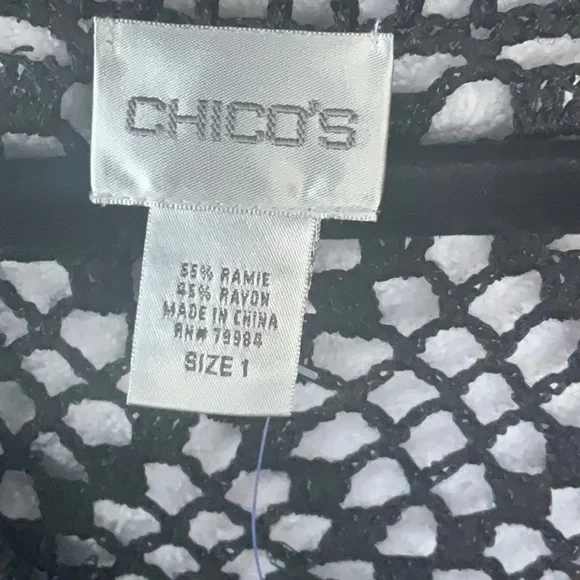 CHICO'S
55% RAMIE
45% RAYON
MADE IN CHINA
RN# 79984
SIZE 1